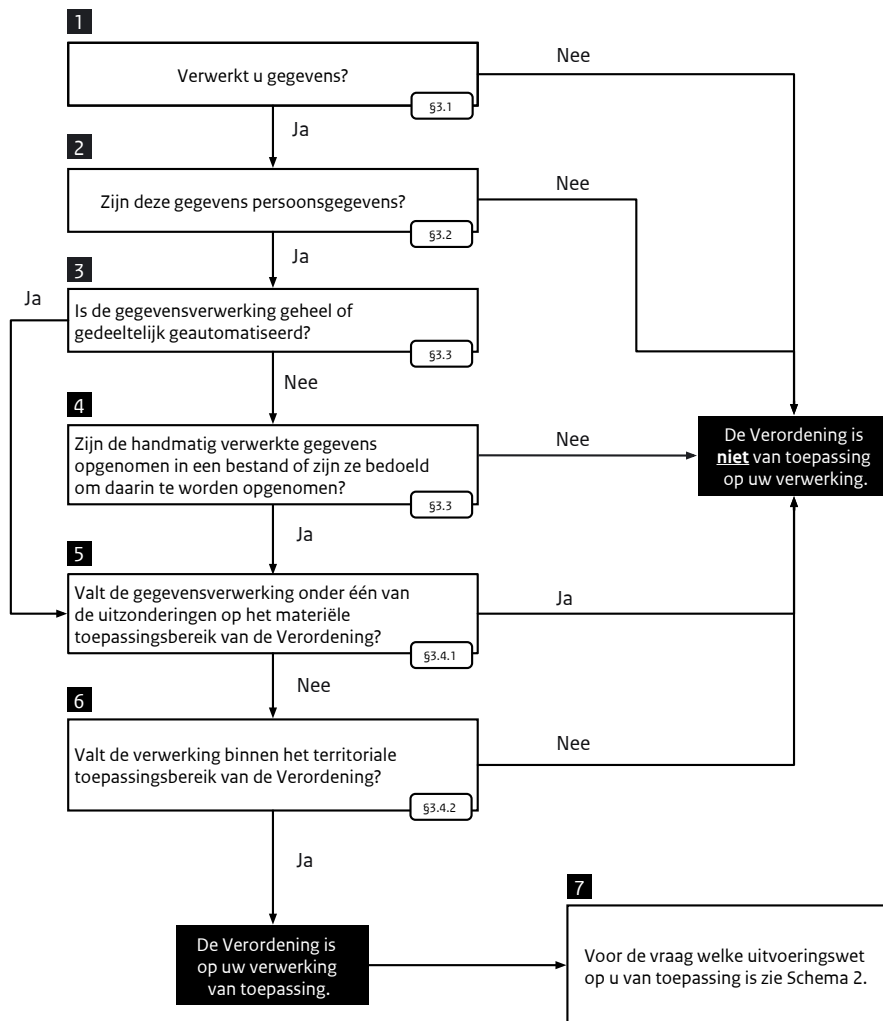 1
Verwerkt u gegevens?
§3.1
Nee
Ja
2
Zijn deze gegevens persoonsgegevens?
§3.2
Nee
Ja
3
Ja
Is de gegevensverwerking geheel of
gedeeltelijk geautomatiseerd?
§3.3
Nee
4
Zijn de handmatig verwerkte gegevens
opgenomen in een bestand of zijn ze bedoeld
om daarin te worden opgenomen?
§3.3
Nee
De Verordening is
niet van toepassing
op uw verwerking.
Ja
5
Valt de gegevensverwerking onder één van
de uitzonderingen op het materiële
toepassingsbereik van de Verordening?
§3.4.1
Ja
Nee
6
Valt de verwerking binnen het territoriale
toepassingsbereik van de Verordening?
§3.4.2
Nee
Ja
De Verordening is
op uw verwerking
van toepassing.
7
Voor de vraag welke uitvoeringswet
op u van toepassing is zie Schema 2.